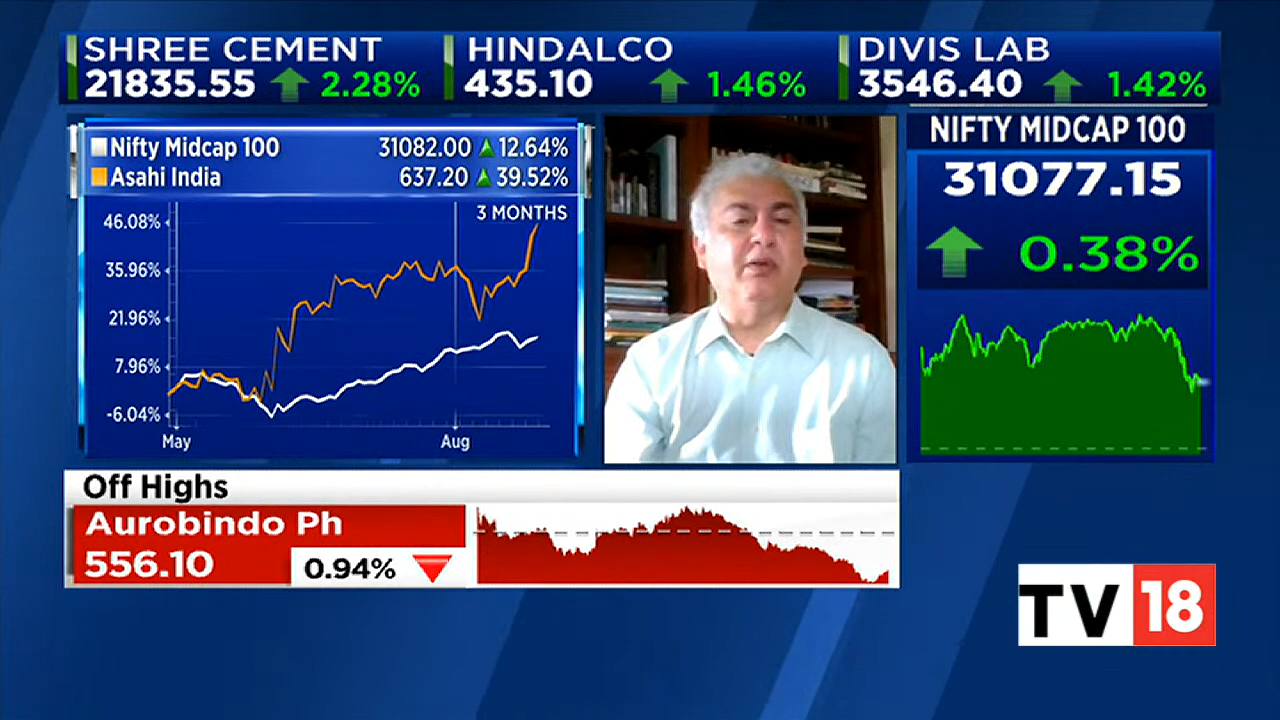 SHREE CEMENT
21835.55 2.28%
HINDALCO
435.10 1.46%
DIVIS LAB
3546.40 1.42%
Nifty Midcap 100 31082.00 12.64%
Asahi India 637.20 39.52%
3 MONTHS
46.08%
35.96%
21.96%
7.96%
-6.04%
May Aug
NIFTY MIDCAP 100
31077.15
0.38%
Off Highs
Aurobindo Ph
556.10 0.94%
TV18